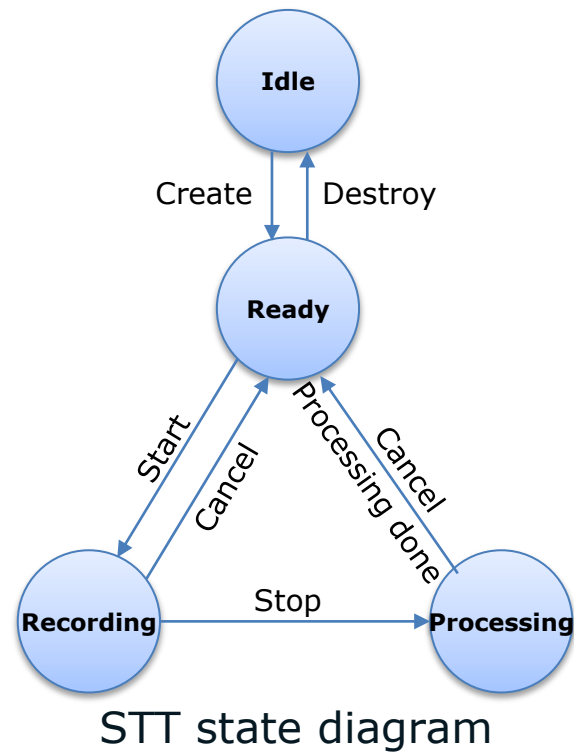 Idle
Create
Destroy
Ready
Start
Cancel
Processing done
Cancel
Recording
Stop
Processing
STT state diagram